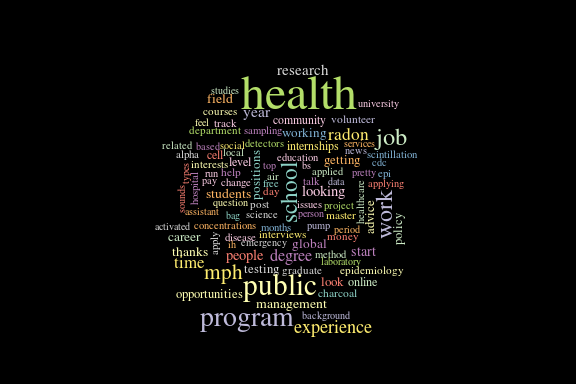 research
studies
health
field
university
courses
year
feel track
community
volunteer
department
sampling
working
radon
job
related
based
social
detectors
internships
services
news
scintillation
alpha
cell
local
positions
top
education
bs
getting
cdc
interests
level
school
applied
pretty
epi
sounds
types
hospital
run
help
air
talk
data
healthcare
applying
pay
change
free
day
looking
work
students
question
post
issues
project
advice
policy
assistant
bag
science
person
master
activated
concentrations
months
pump
period
career
apply
disease
interviews
money
ih
emergency
global
thanks
people
degree
method
start
laboratory
time
mph
testing
graduate
epidemiology
public
look
online
opportunities
charcoal
management
program
background
experience